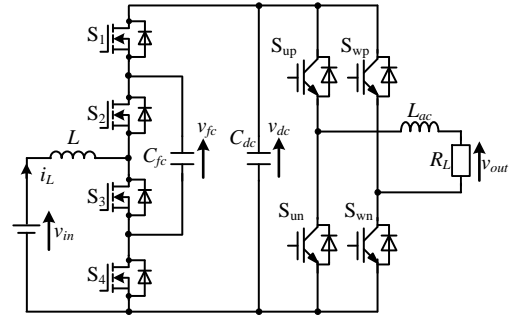 S1
S2
S3
S4
L
iL
vin
Cfc
vfc
Cdc
vdc
Sup
Swp
Sun
Swn
Lac
RL
vout